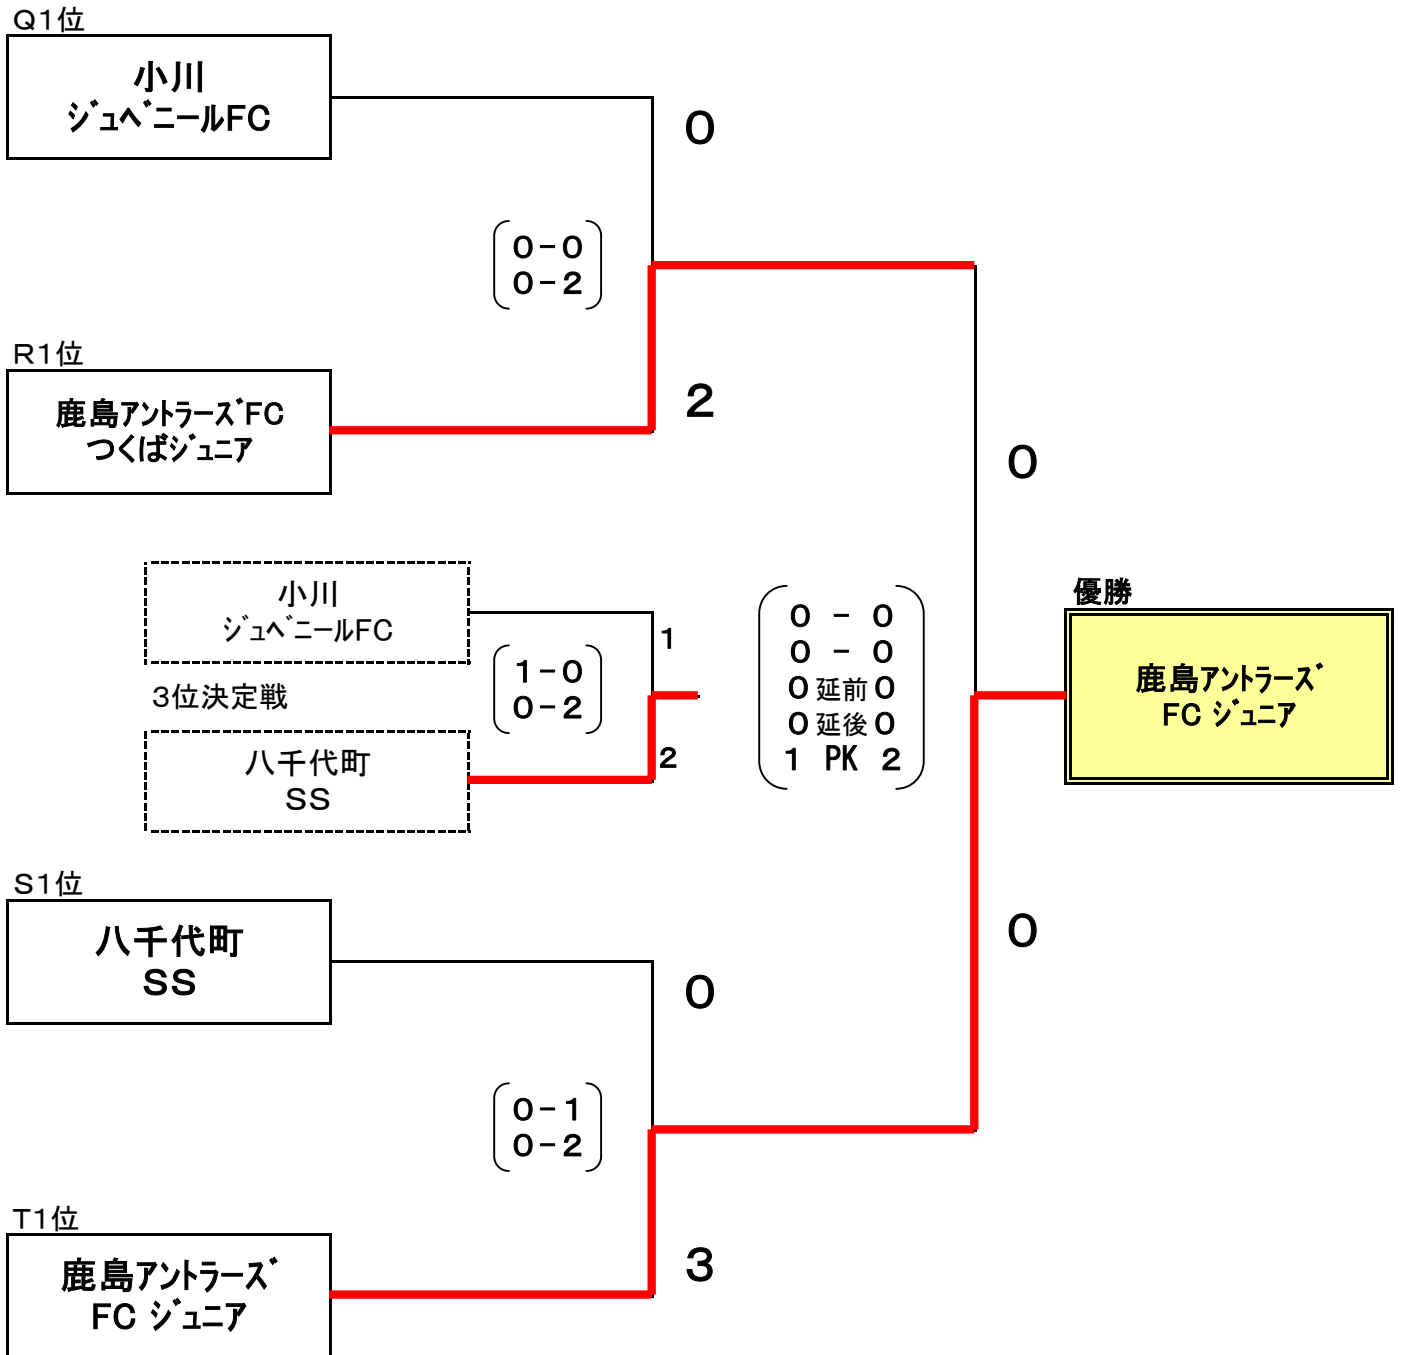 Q1位
小川
ジュベニールFC
0
0-0
0-2
R1位
鹿島アントラーズFC
つくばジュニア
2
0
小川
ジュベニールFC
1
3位決定戦
1-0
0-2
八千代町
SS
2
0 - 0
0 - 0
0 延前 0
0 延後 0
1 PK 2
優勝
鹿島アントラーズ
FC ジュニア
S1位
八千代町
SS
0
0
0-1
0-2
T1位
鹿島アントラーズ
FC ジュニア
3